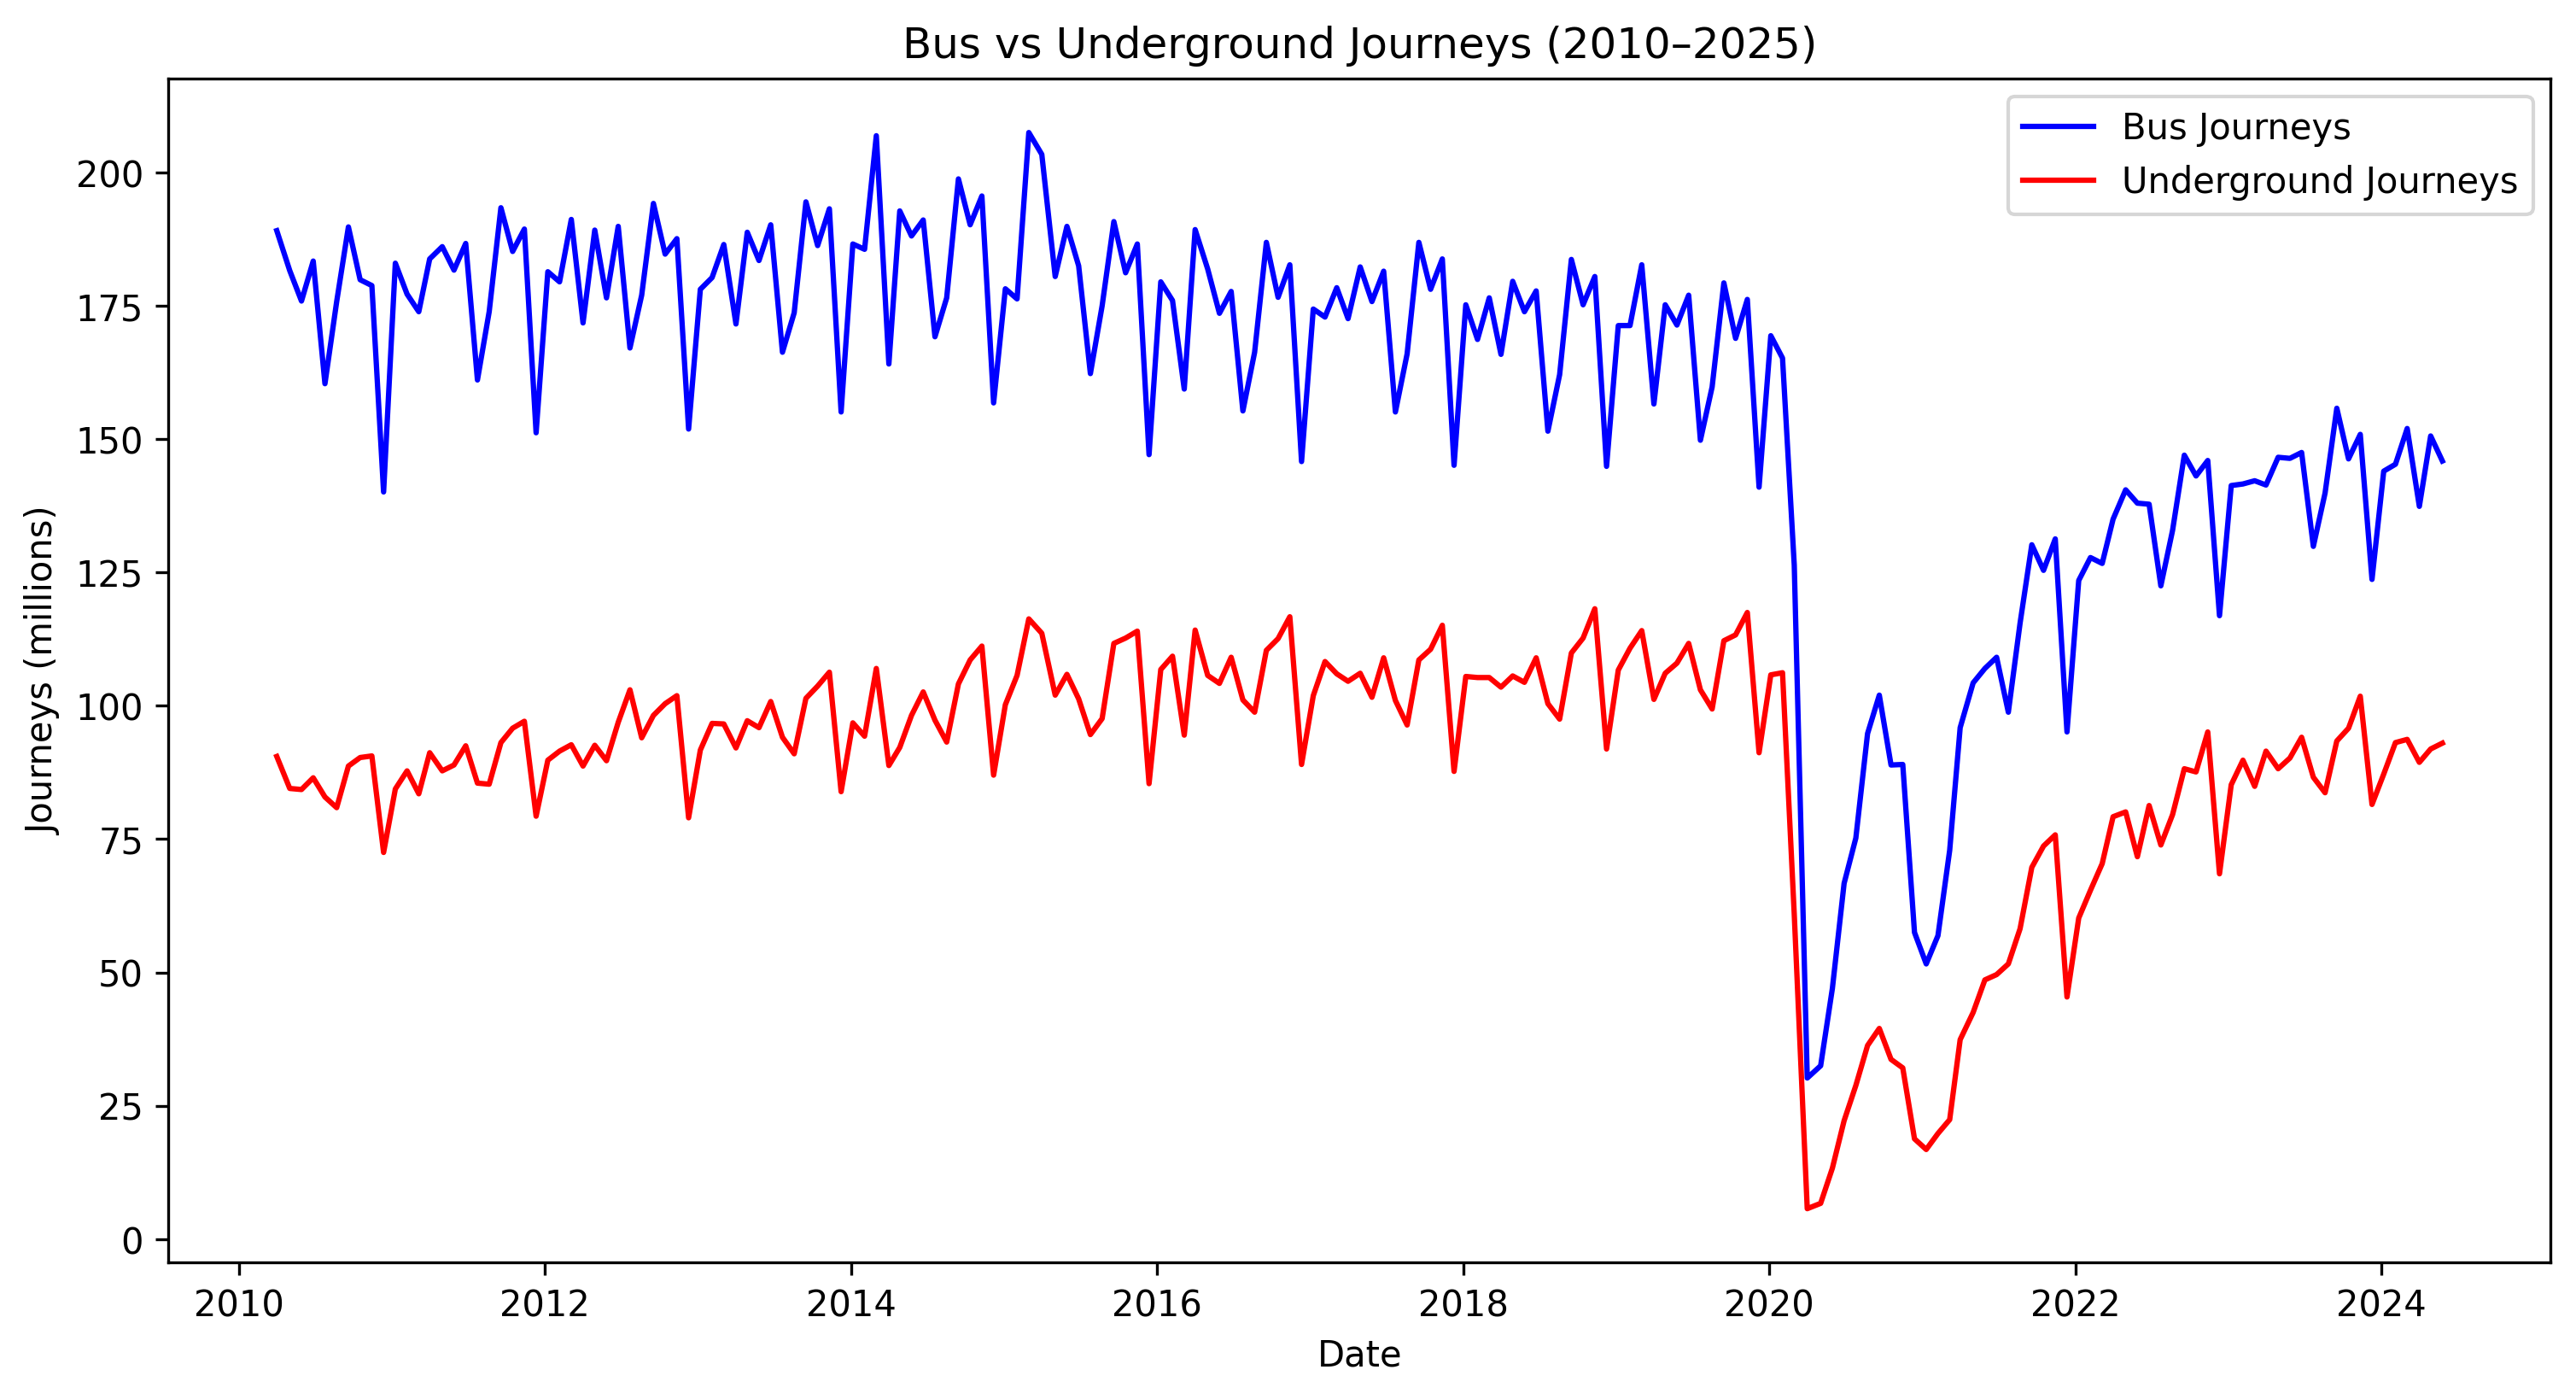 Bus vs Underground Journeys (2010–2025)
Bus Journeys
Underground Journeys
Journeys (millions)
200
175
150
125
100
75
50
25
0
2010 2012 2014 2016 2018 2020 2022 2024
Date